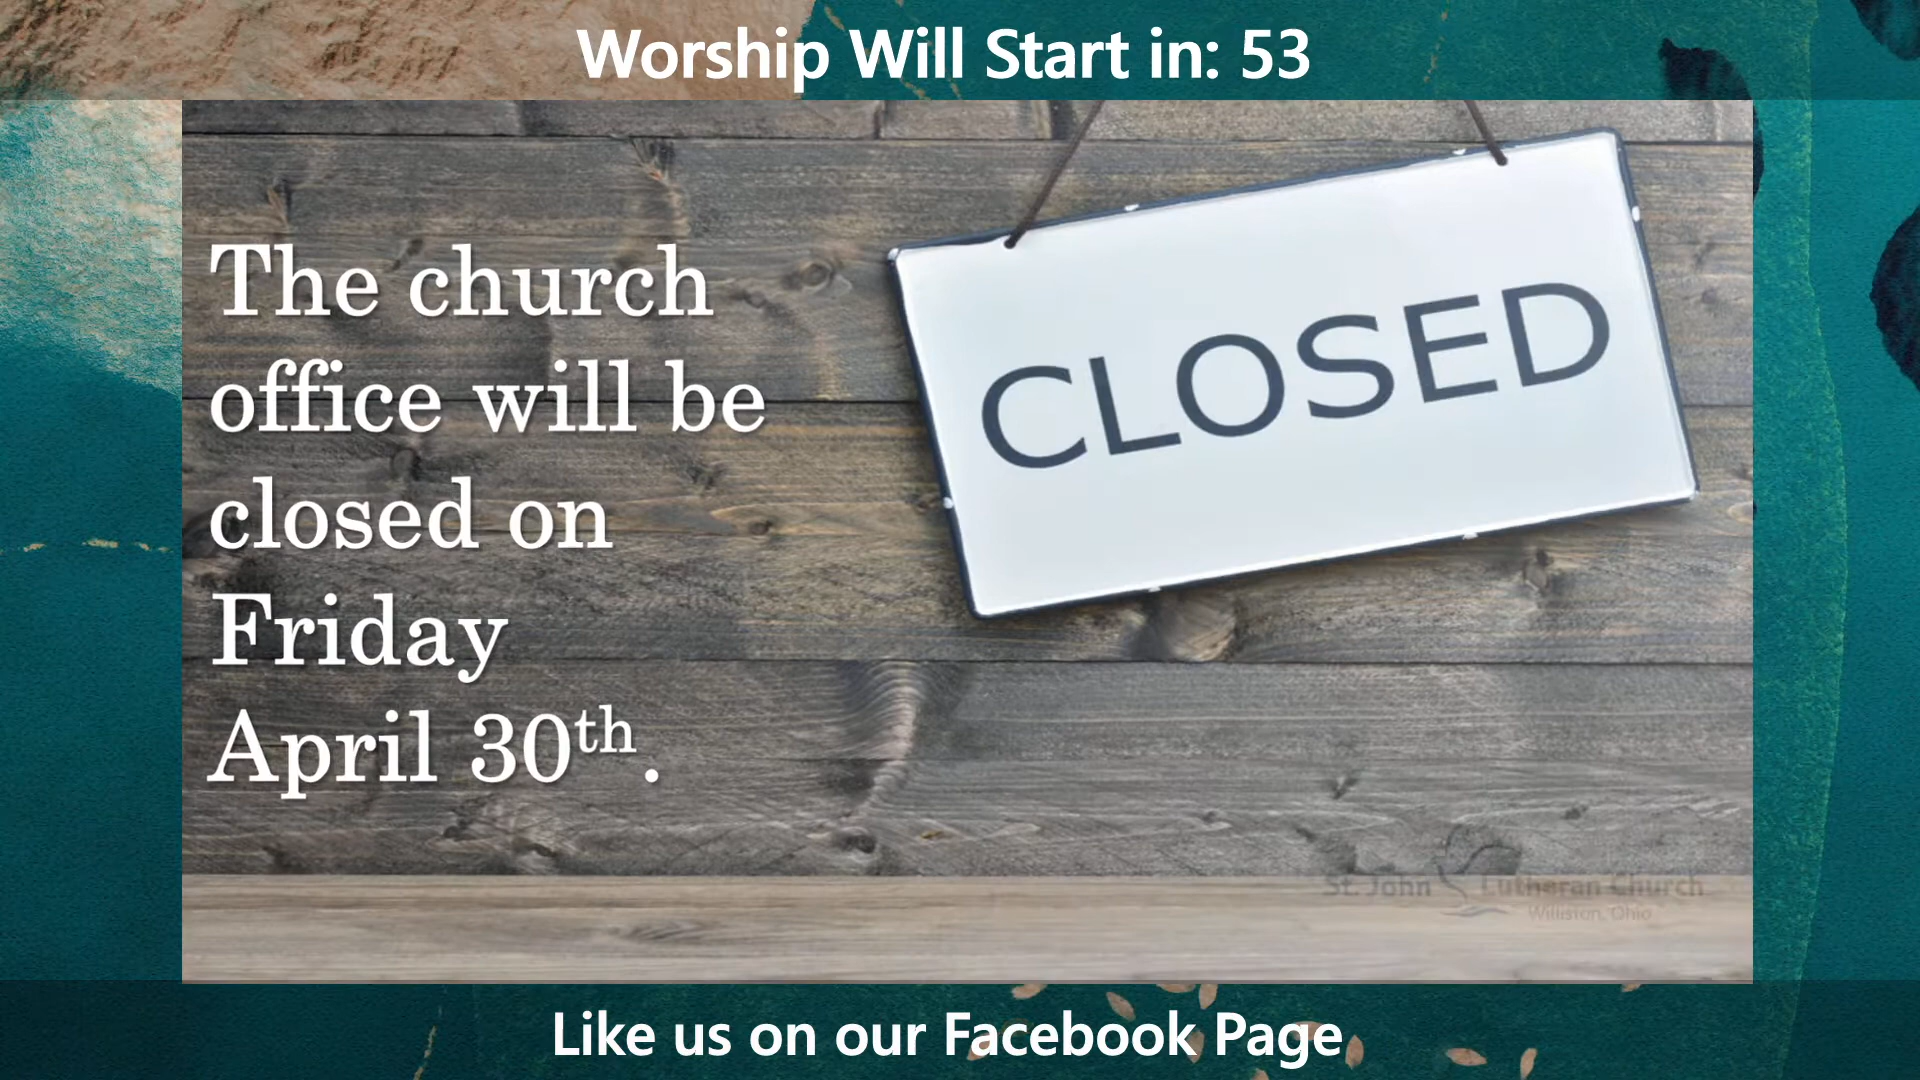 Worship Will Start in: 53
The church
office will be
closed on
Friday
April 30th.
CLOSED
St. John Lutheran Church
Williston, Ohio
Like us on our Facebook Page